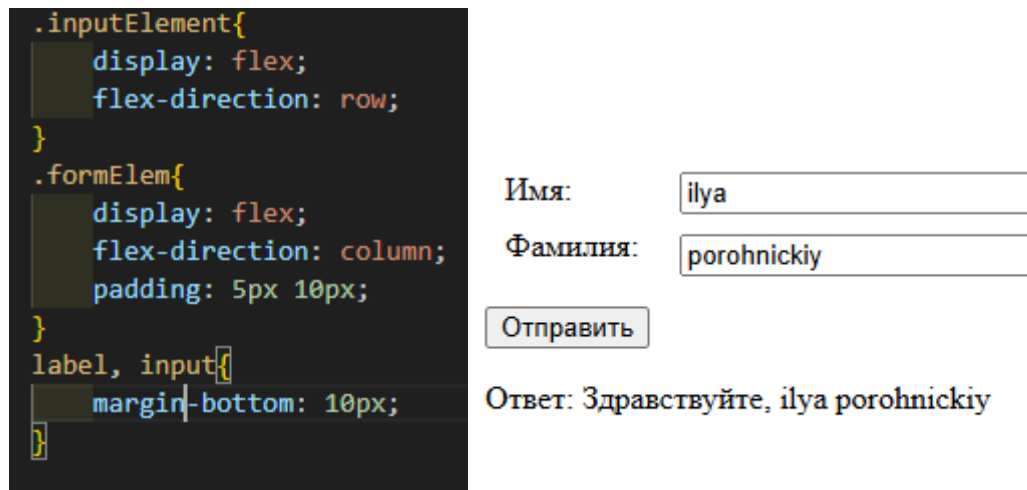 .inputElement{
    display: flex;
    flex-direction: row;
}
.formElem{
    display: flex;
    flex-direction: column;
    padding: 5px 10px;
}
label, input{
    margin-bottom: 10px;
}
Имя: ilya
Фамилия: porohnickiy
Отправить
Ответ: Здравствуйте, ilya porohnickiy